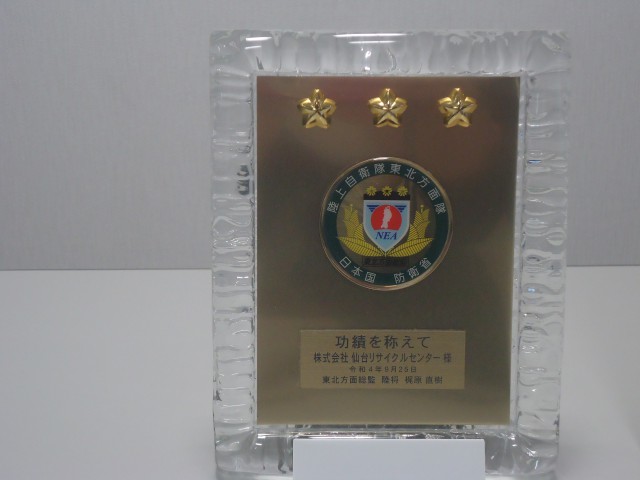 陸上自衛隊東北方面隊
NEA
日本国 防衛省
功績を称えて
株式会社 仙台リサイクルセンター 様
令和4年9月25日
東北方面総監 陸将 梶原 直樹